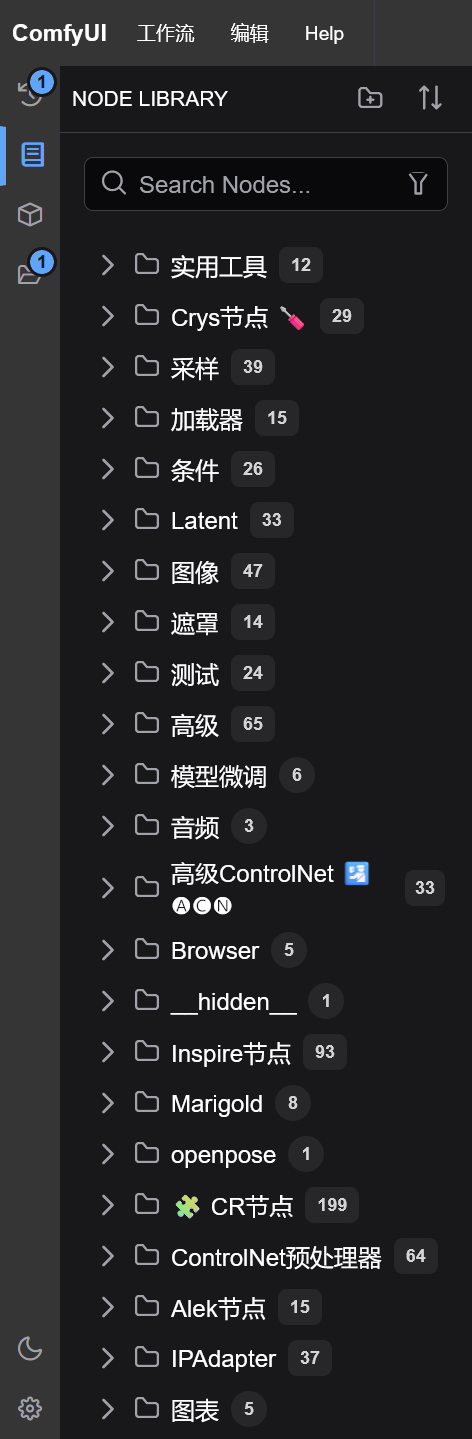 ComfyUI 工作流 编辑 Help
1
NODE LIBRARY
Search Nodes...
1
实用工具 12
Crys节点 🪛 29
采样 39
加载器 15
条件 26
Latent 33
图像 47
遮罩 14
测试 24
高级 65
模型微调 6
音频 3
高级ControlNet 🛂
🅐🅒🅝 33
Browser 5
__hidden__ 1
Inspire节点 93
Marigold 8
openpose 1
🧩 CR节点 199
ControlNet预处理器 64
Alek节点 15
IPAdapter 37
图表 5